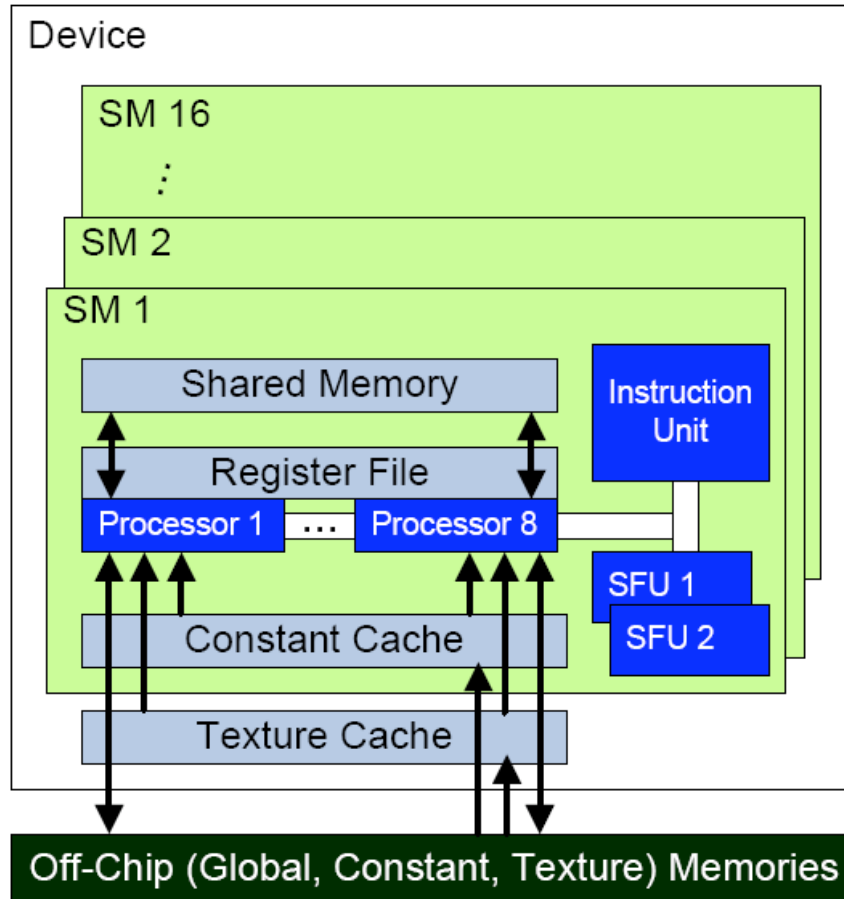 Device
SM 16
⋮
SM 2
SM 1
Shared Memory
Instruction
Unit
Register File
Processor 1 ... Processor 8
SFU 1
SFU 2
Constant Cache
Texture Cache
Off-Chip (Global, Constant, Texture) Memories